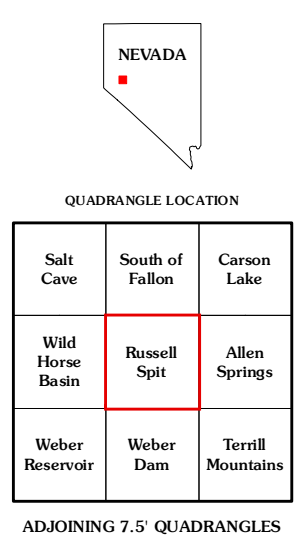 NEVADA
QUADRANGLE LOCATION
Salt
Cave
South of
Fallon
Carson
Lake
Wild
Horse
Basin
Russell
Spit
Allen
Springs
Weber
Reservoir
Weber
Dam
Terrill
Mountains
ADJOINING 7.5' QUADRANGLES